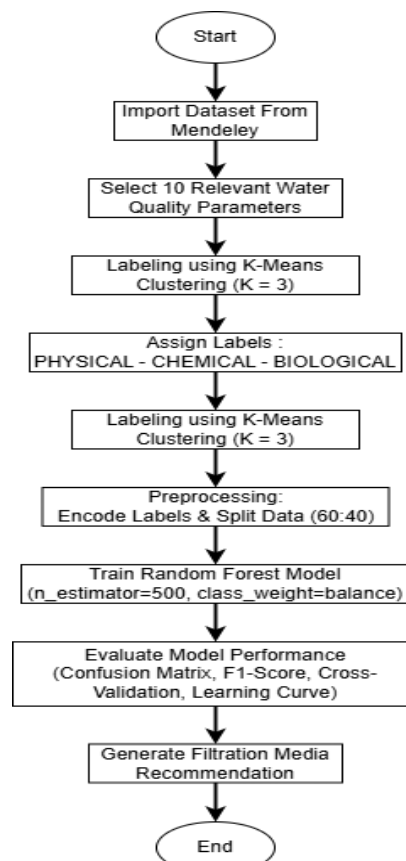 Start
Import Dataset From
Mendeley
Select 10 Relevant Water
Quality Parameters
Labeling using K-Means
Clustering (K = 3)
Assign Labels :
PHYSICAL - CHEMICAL - BIOLOGICAL
Labeling using K-Means
Clustering (K = 3)
Preprocessing:
Encode Labels & Split Data (60:40)
Train Random Forest Model
(n_estimator=500, class_weight=balance)
Evaluate Model Performance
(Confusion Matrix, F1-Score, Cross-
Validation, Learning Curve)
Generate Filtration Media
Recommendation
End